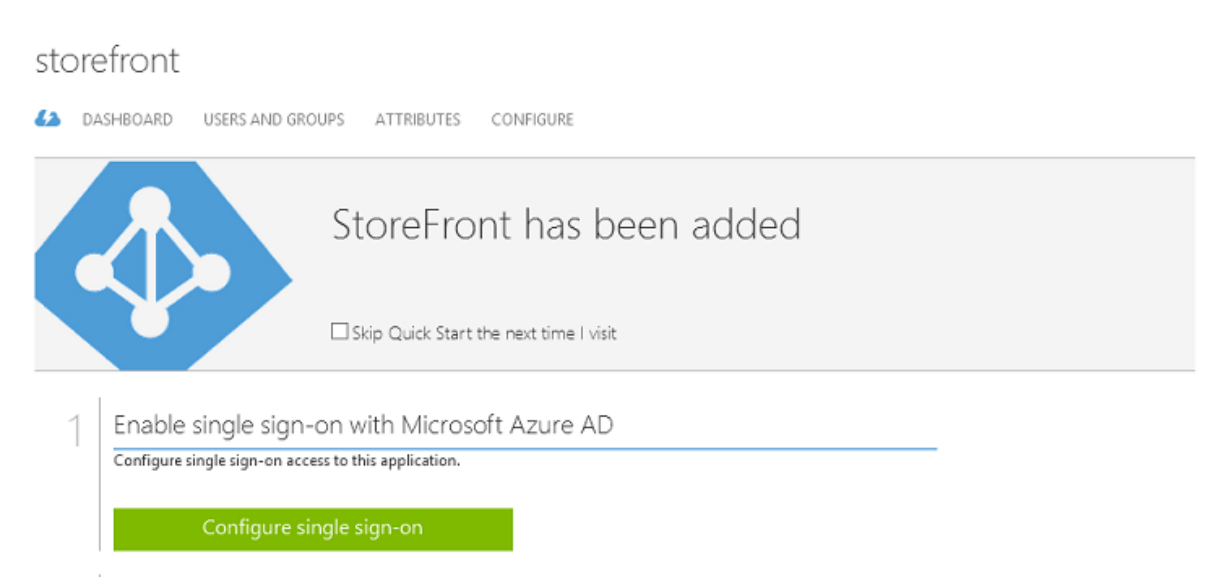 storefront
DASHBOARD USERS AND GROUPS ATTRIBUTES CONFIGURE
StoreFront has been added
Skip Quick Start the next time I visit
1 Enable single sign-on with Microsoft Azure AD
Configure single sign-on access to this application.
Configure single sign-on